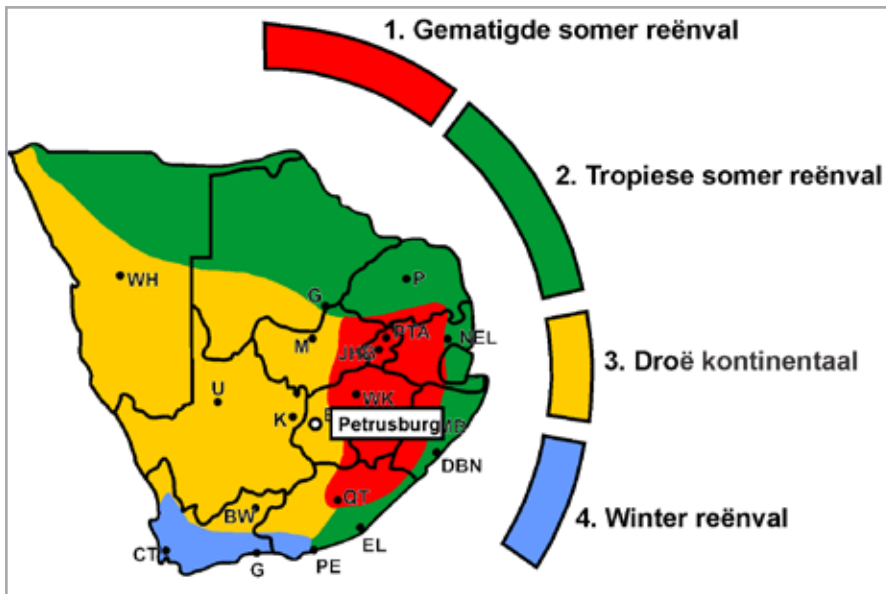 1. Gematigde somer reënval
2. Tropiese somer reënval
WH
P
G
PTA
NEL
M
3. Droë kontinentaal
U
WK
K
Petrusburg
DBN
QT
4. Winter reënval
BW
EL
CT
G
PE